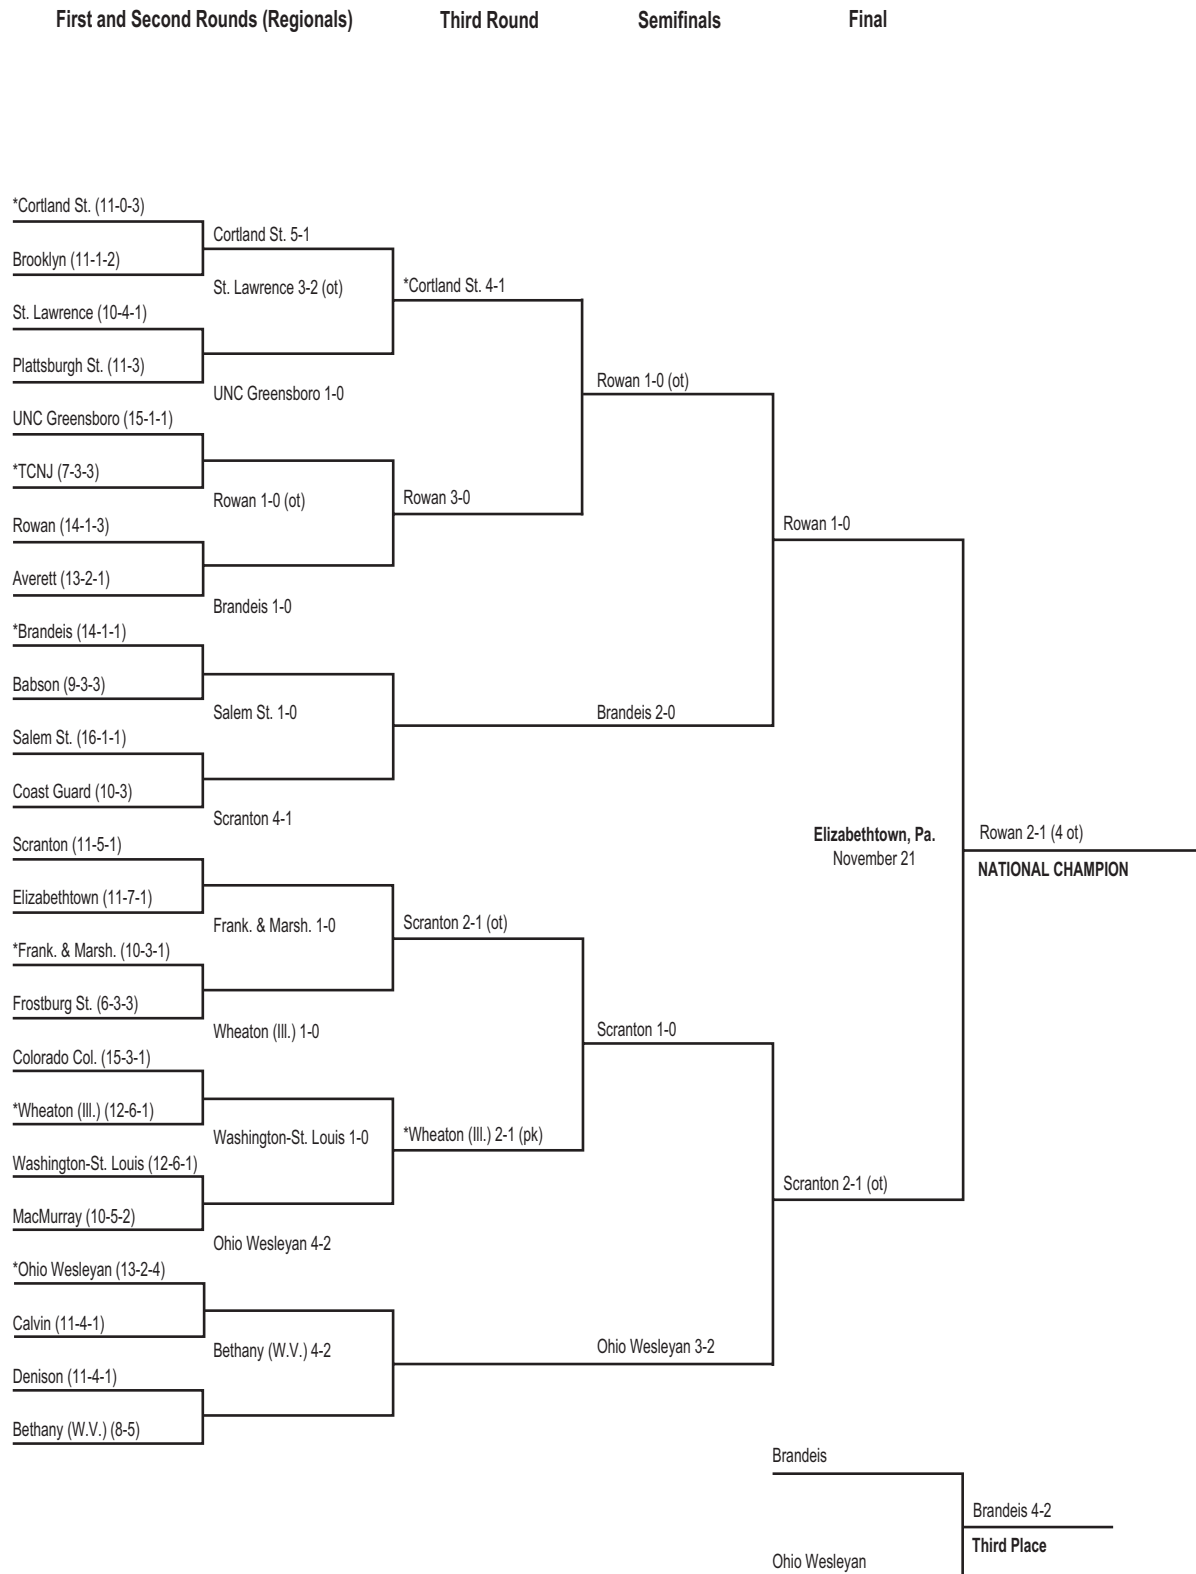 First and Second Rounds (Regionals)
Third Round
Semifinals
Final
*Cortland St. (11-0-3)
Brooklyn (11-1-2)
St. Lawrence (10-4-1)
Plattsburgh St. (11-3)
UNC Greensboro (15-1-1)
*TCNJ (7-3-3)
Rowan (14-1-3)
Averett (13-2-1)
*Brandeis (14-1-1)
Babson (9-3-3)
Salem St. (16-1-1)
Coast Guard (10-3)
Scranton (11-5-1)
Elizabethtown (11-7-1)
*Frank. & Marsh. (10-3-1)
Frostburg St. (6-3-3)
Colorado Col. (15-3-1)
*Wheaton (Ill.) (12-6-1)
Washington-St. Louis (12-6-1)
MacMurray (10-5-2)
*Ohio Wesleyan (13-2-4)
Calvin (11-4-1)
Denison (11-4-1)
Bethany (W.V.) (8-5)
Cortland St. 5-1
St. Lawrence 3-2 (ot)
UNC Greensboro 1-0
Rowan 1-0 (ot)
Brandeis 1-0
Salem St. 1-0
Scranton 4-1
Frank. & Marsh. 1-0
Wheaton (Ill.) 1-0
Washington-St. Louis 1-0
Ohio Wesleyan 4-2
Bethany (W.V.) 4-2
*Cortland St. 4-1
Rowan 3-0
Scranton 2-1 (ot)
*Wheaton (Ill.) 2-1 (pk)
Rowan 1-0 (ot)
Brandeis 2-0
Scranton 1-0
Ohio Wesleyan 3-2
Rowan 1-0
Scranton 2-1 (ot)
Elizabethtown, Pa.
November 21
Rowan 2-1 (4 ot)
NATIONAL CHAMPION
Brandeis
Ohio Wesleyan
Brandeis 4-2
Third Place